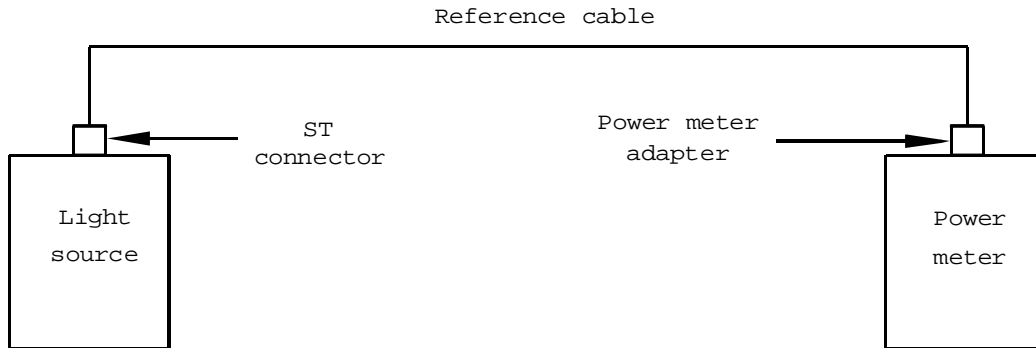 Reference cable
ST
connector
Power meter
adapter
Light
source
Power
meter